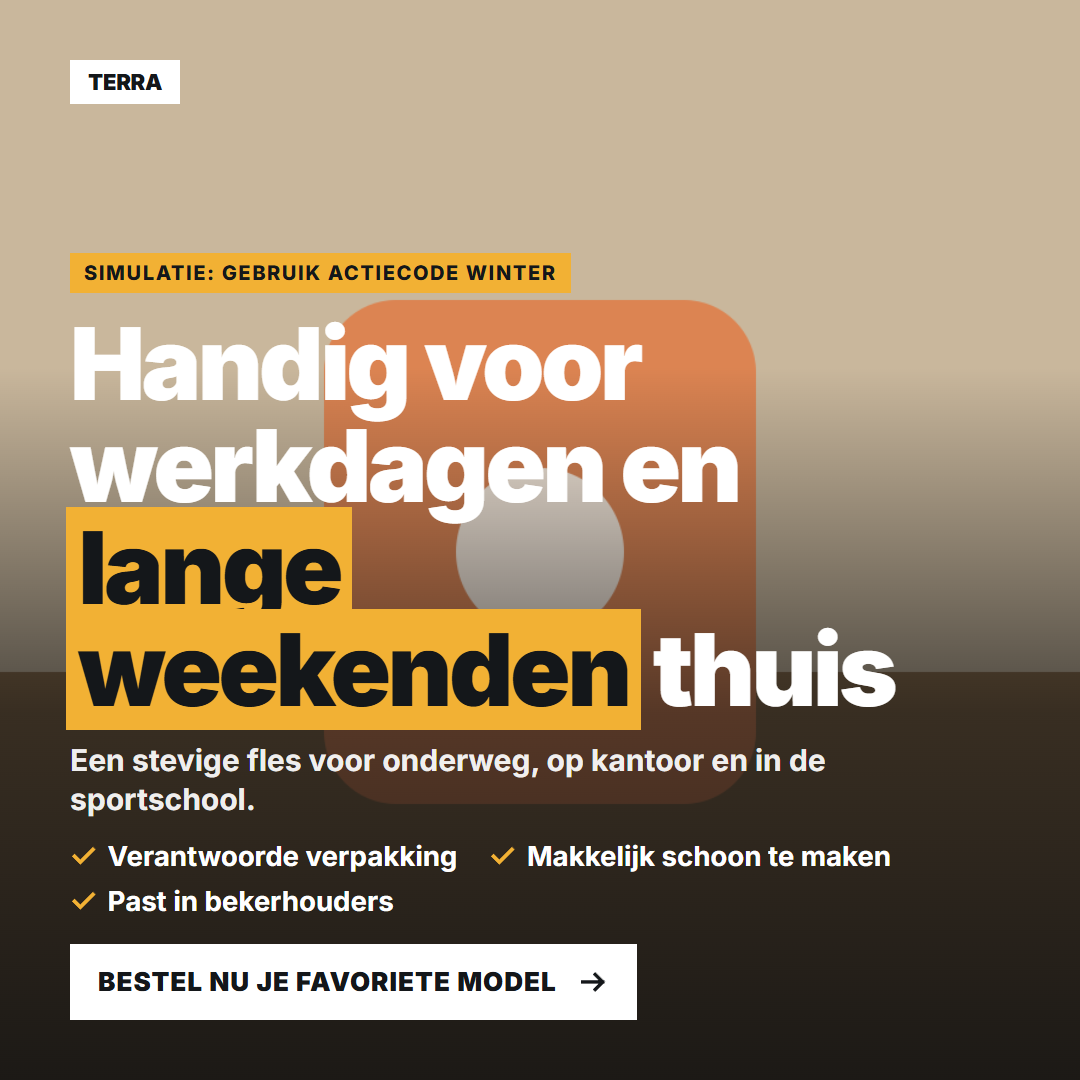 TERRA
SIMULATIE: GEBRUIK ACTIECODE WINTER
Handig voor
werkdagen en
lange
weekenden thuis
Een stevige fles voor onderweg, op kantoor en in de
sportschool.
Verantwoorde verpakking Makkelijk schoon te maken
Past in bekerhouders
BESTEL NU JE FAVORIETE MODEL →